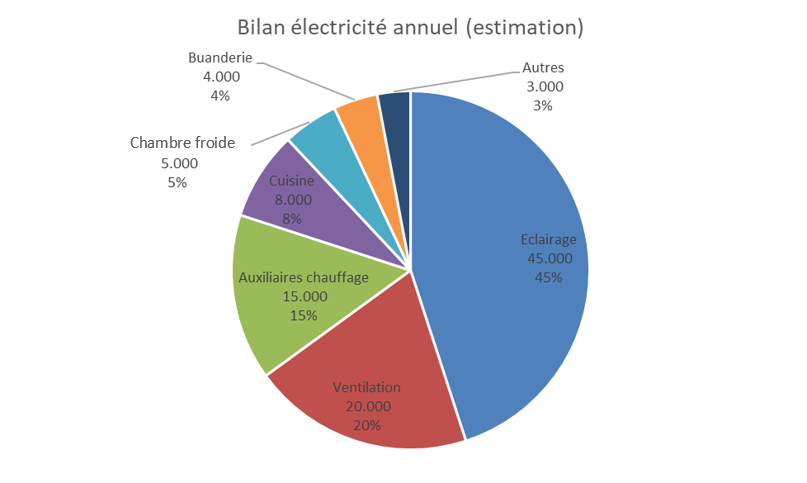 Bilan électricité annuel (estimation)
Buanderie
4.000
4%
Autres
3.000
3%
Chambre froide
5.000
5%
Cuisine
8.000
8%
Eclairage
45.000
45%
Auxiliaires chauffage
15.000
15%
Ventilation
20.000
20%